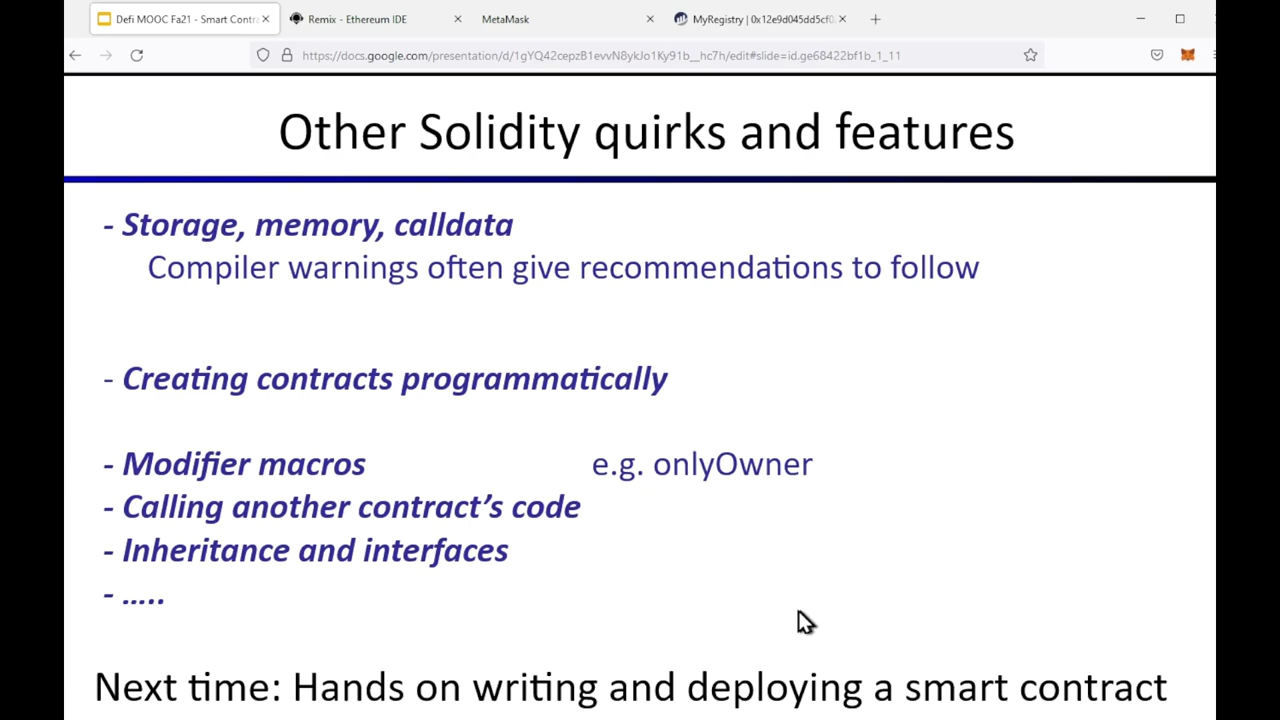 Defi MOOC Fa21 - Smart Contra
Remix - Ethereum IDE
MetaMask
MyRegistry | 0x12e9d045dd5cf0
https://docs.google.com/presentation/d/1gYQ42cepzB1evvN8ykJo1Ky91b__hc7h/edit#slide=id.ge68422bf1b_1_11
Other Solidity quirks and features
- Storage, memory, calldata
Compiler warnings often give recommendations to follow
- Creating contracts programmatically
- Modifier macros e.g. onlyOwner
- Calling another contract’s code
- Inheritance and interfaces
- …..
Next time: Hands on writing and deploying a smart contract